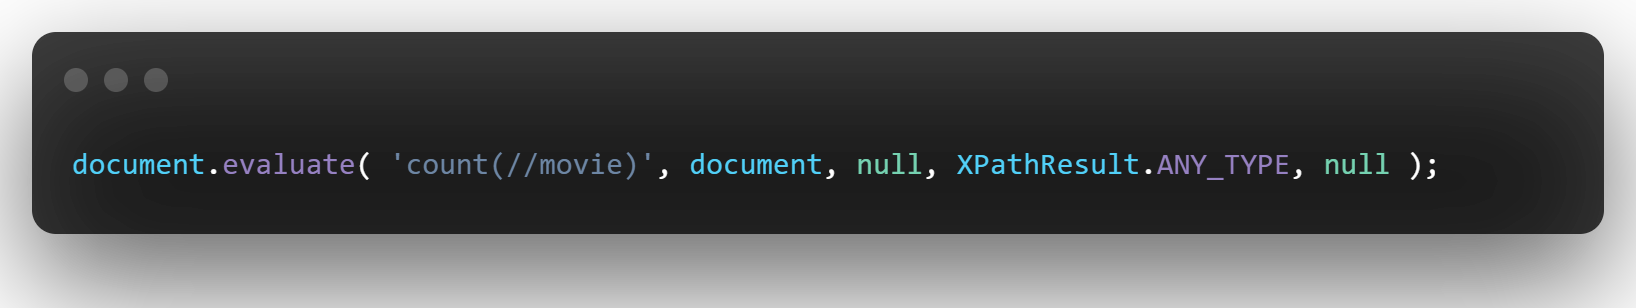 document.evaluate( 'count(//movie)', document, null, XPathResult.ANY_TYPE, null );